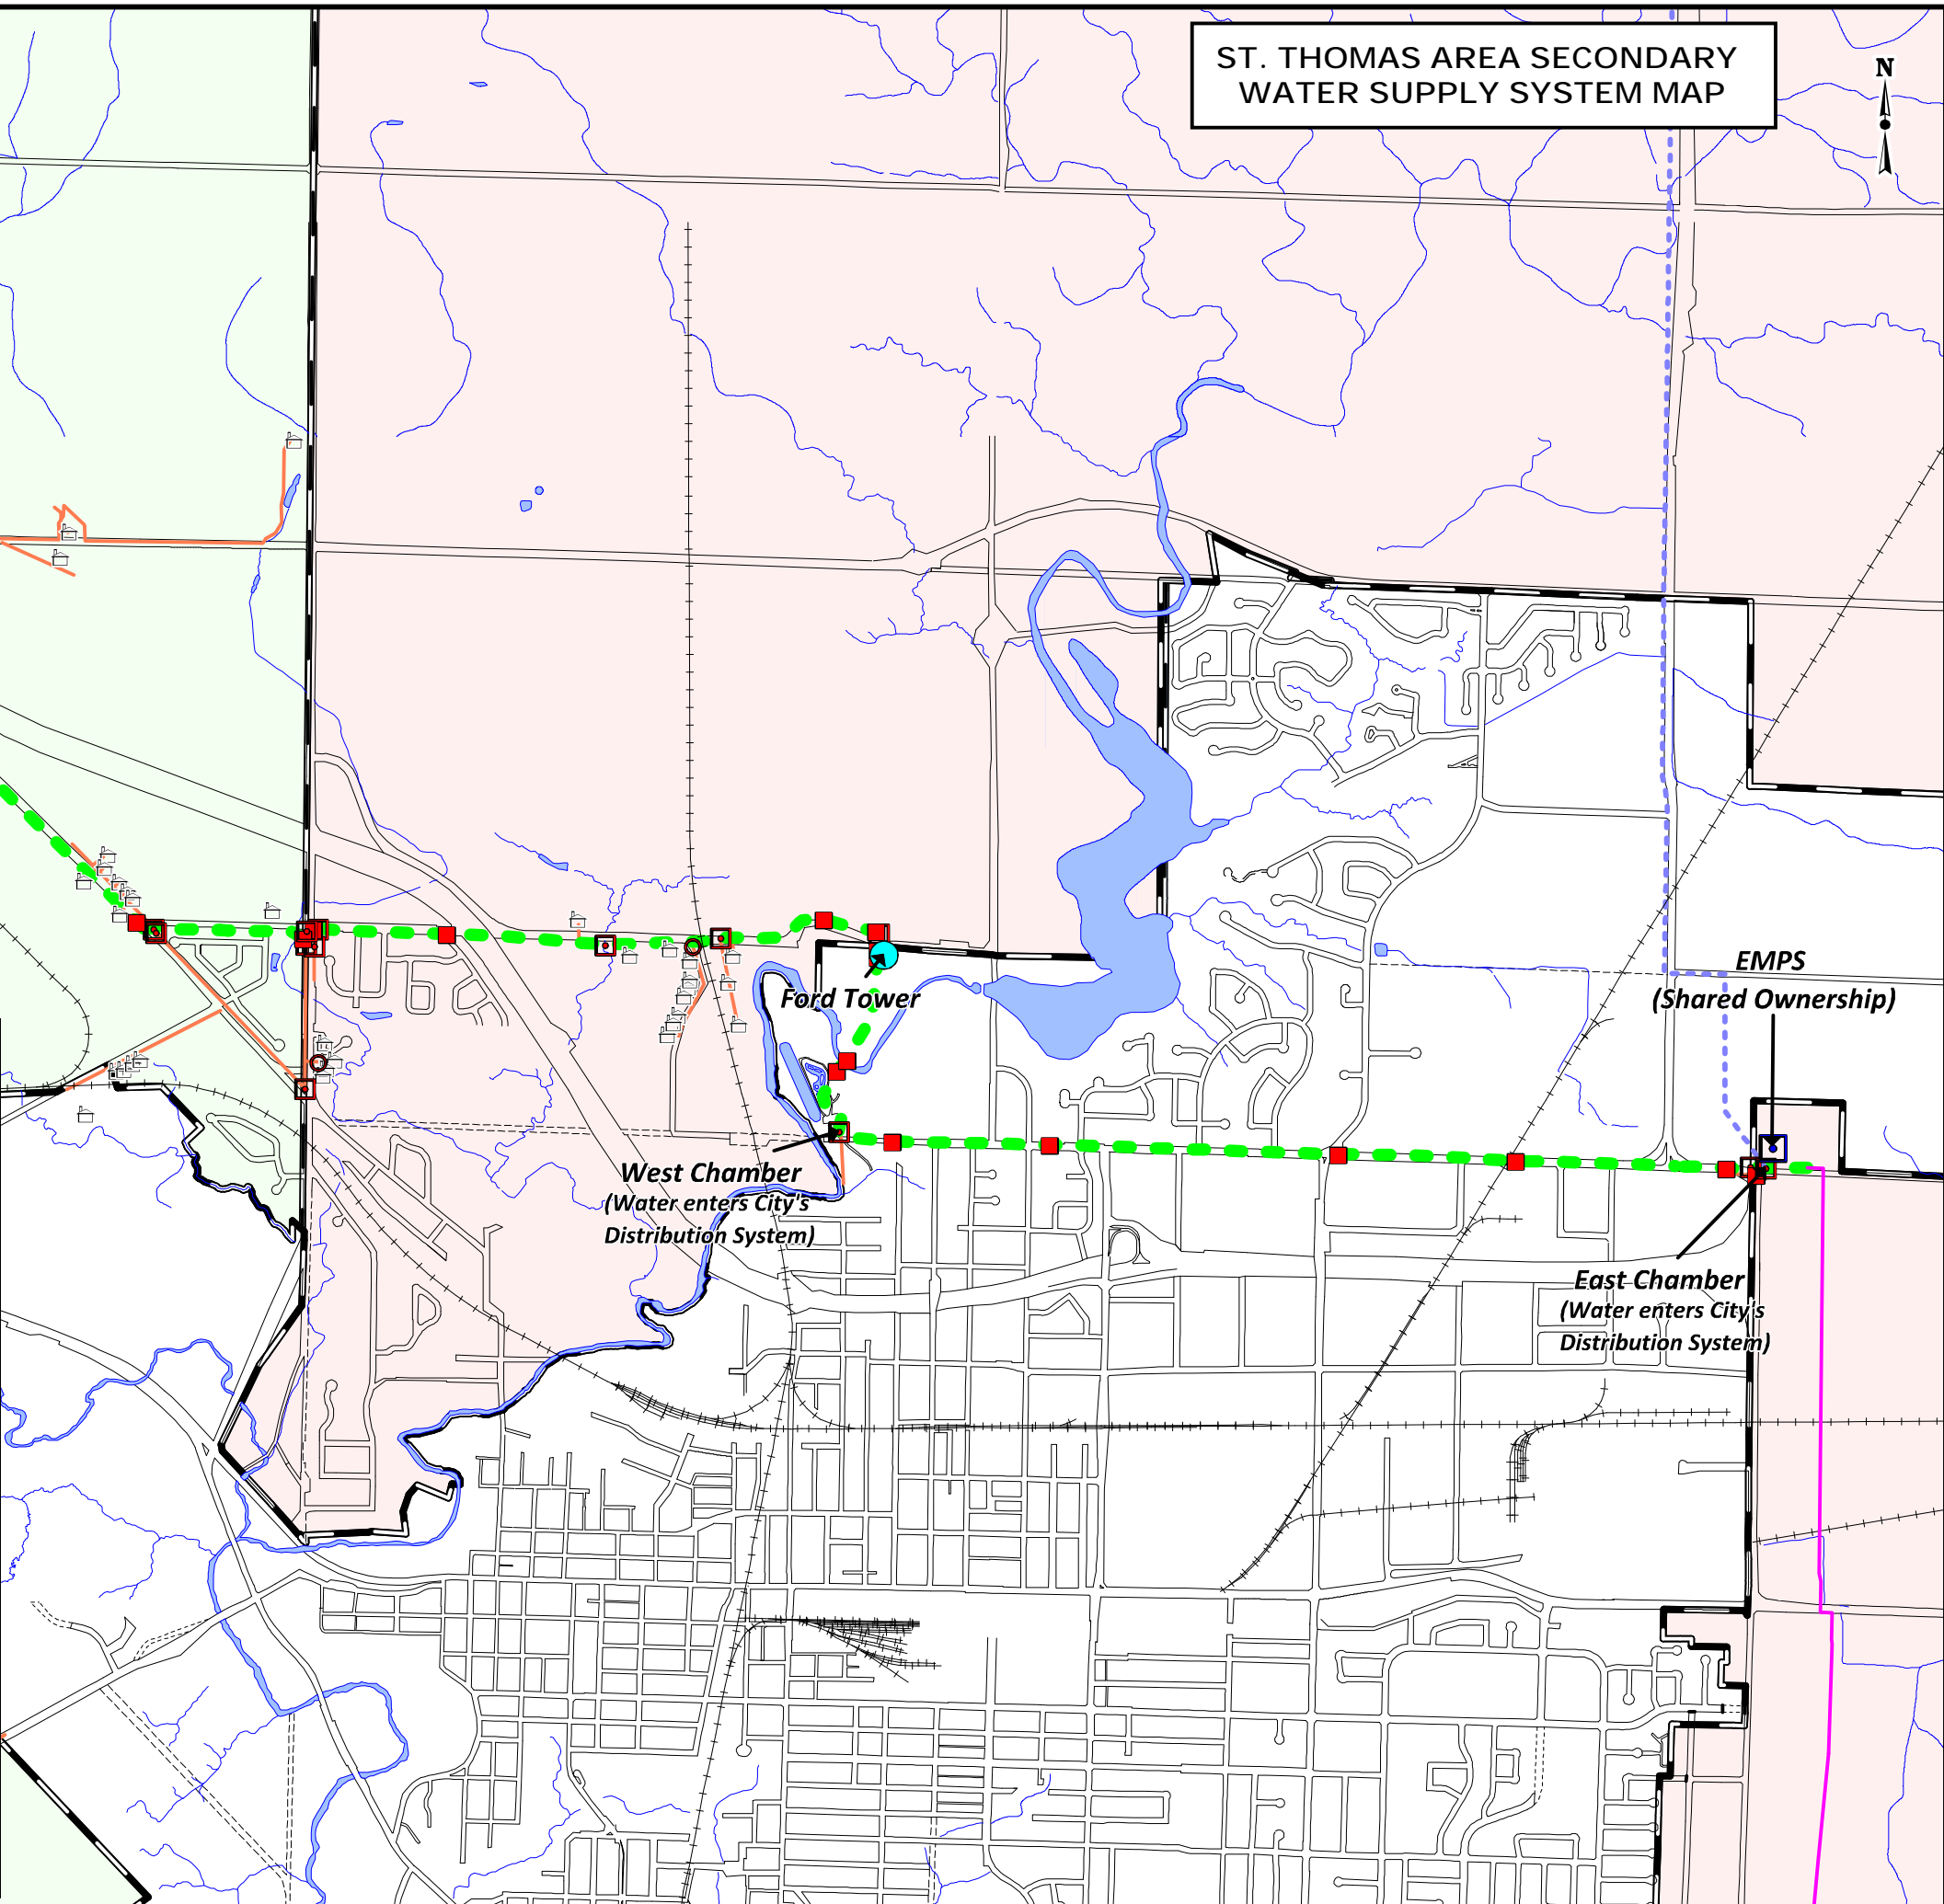 ST. THOMAS AREA SECONDARY
WATER SUPPLY SYSTEM MAP
N
EMPS
(Shared Ownership)
Ford Tower
West Chamber
(Water enters City's
Distribution System)
East Chamber
(Water enters City's
Distribution System)